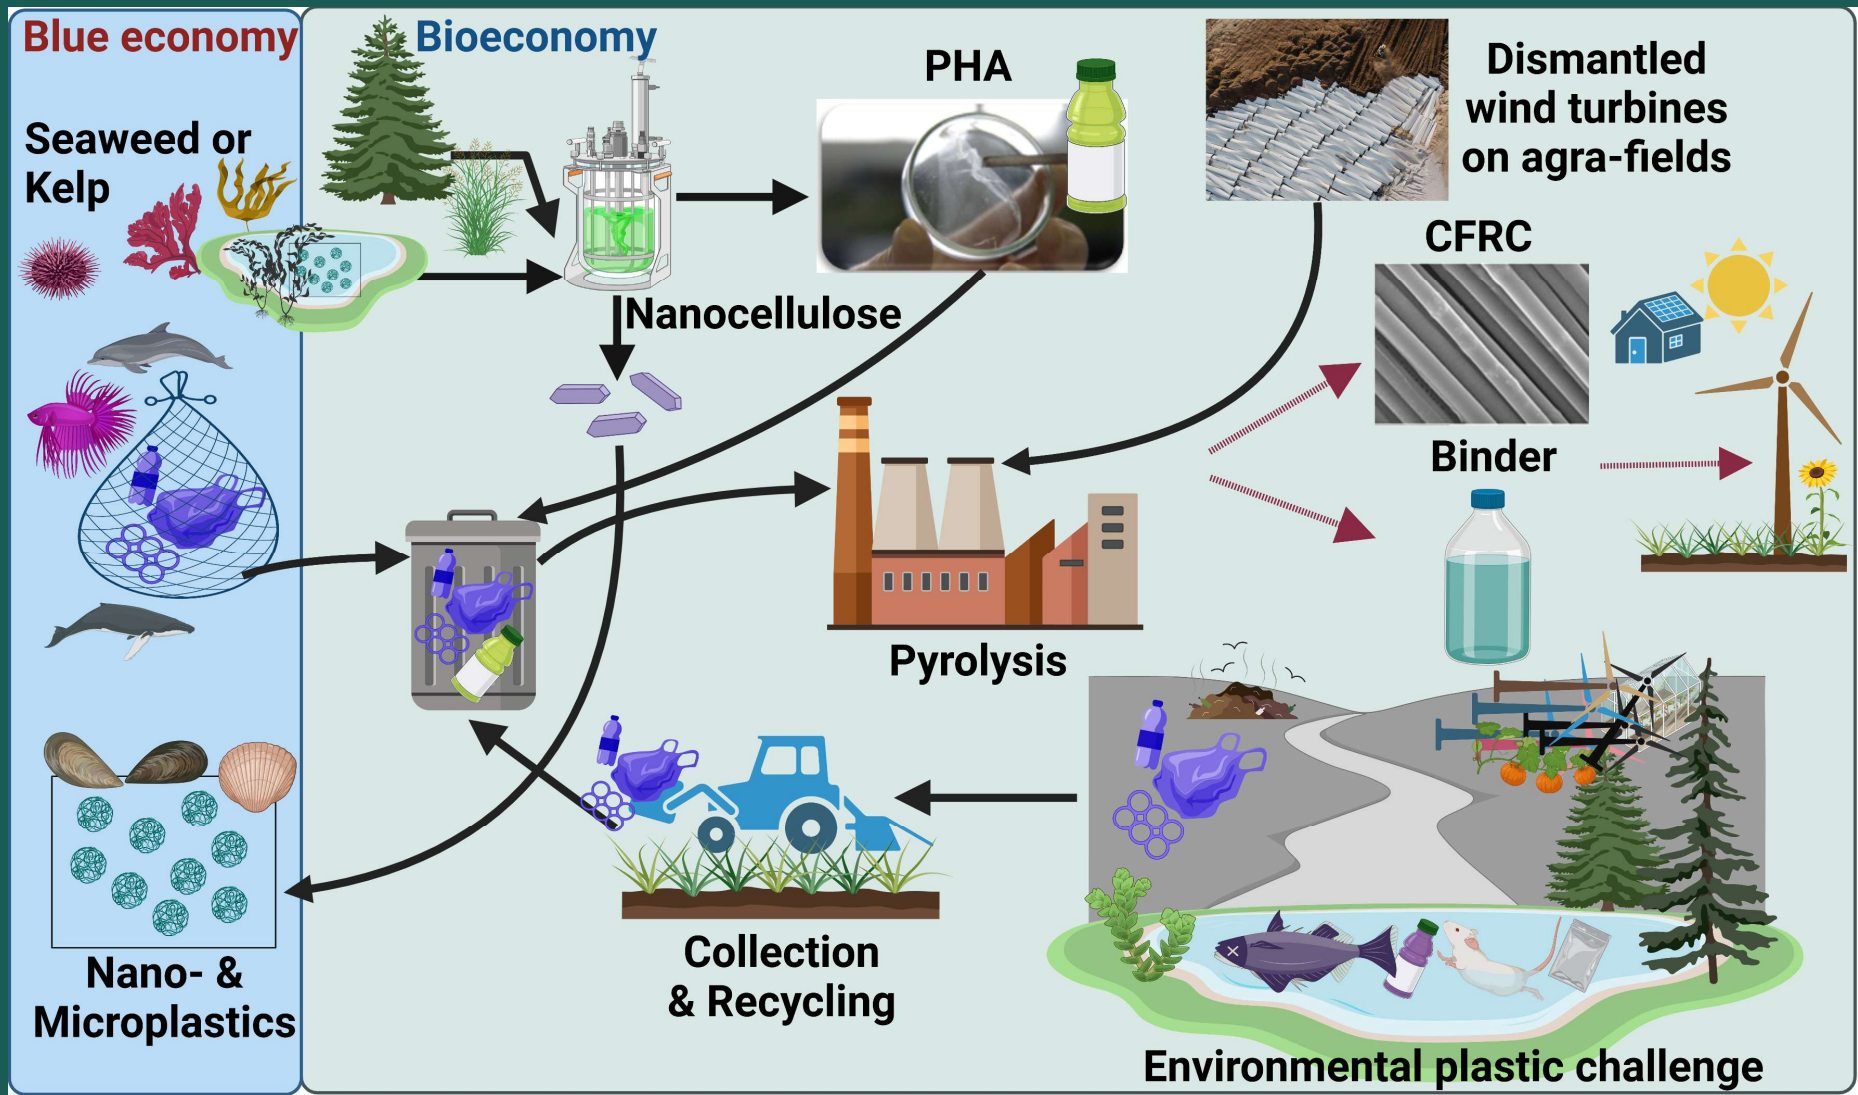 Blue economy
Bioeconomy
Seaweed or
Kelp
PHA
Dismantled
wind turbines
on agra-fields
CFRC
Nanocellulose
Binder
Pyrolysis
Collection
& Recycling
Nano- &
Microplastics
Environmental plastic challenge